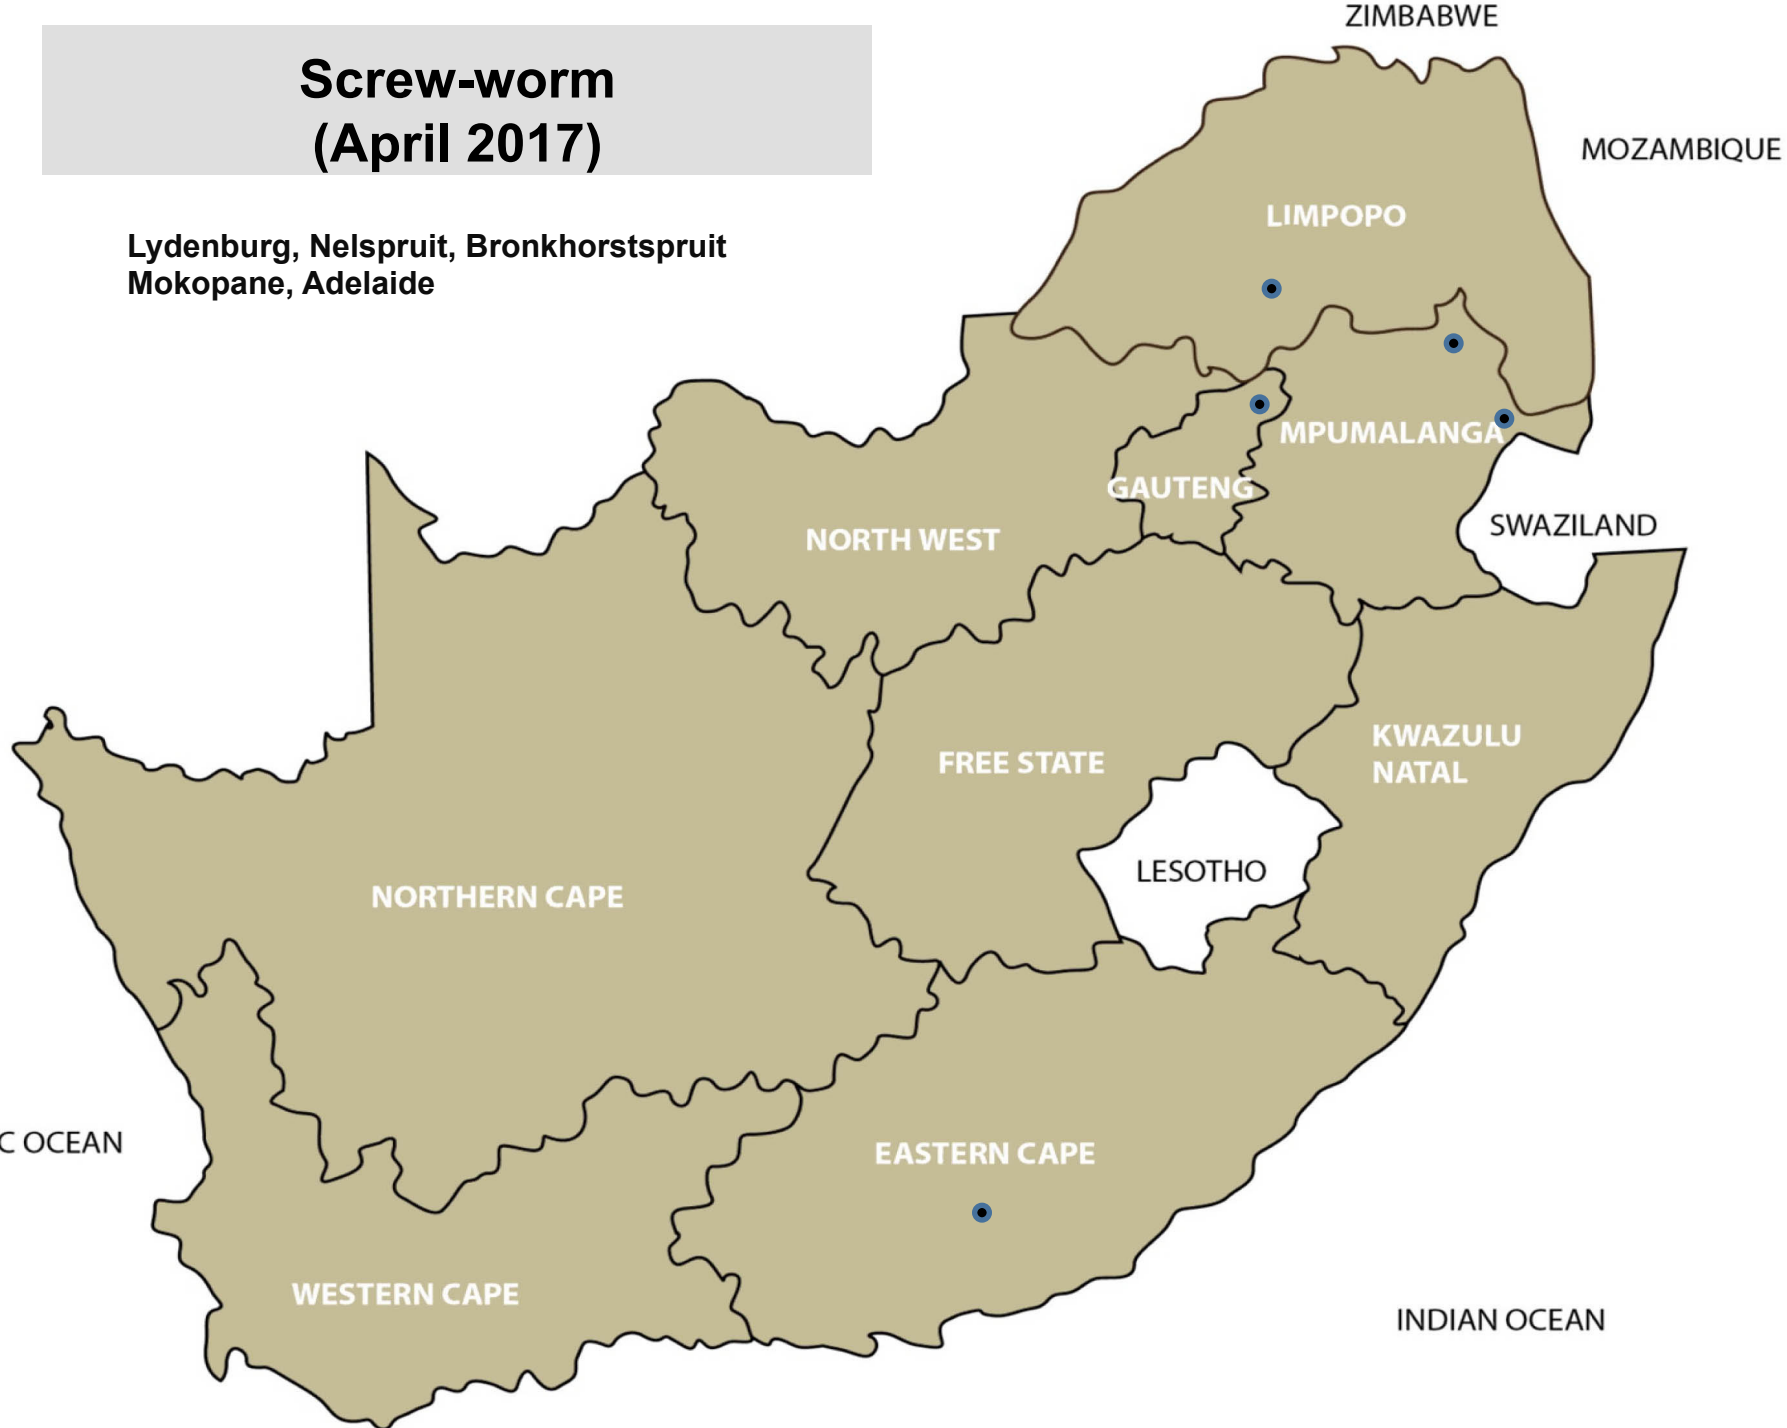 ZIMBABWE
Screw-worm
(April 2017)
MOZAMBIQUE
LIMPOPO
Lydenburg, Nelspruit, Bronkhorstspruit
Mokopane, Adelaide
MPUMALANGA
GAUTENG
SWAZILAND
NORTH WEST
KWAZULU
NATAL
FREE STATE
LESOTHO
NORTHERN CAPE
C OCEAN
EASTERN CAPE
WESTERN CAPE
INDIAN OCEAN